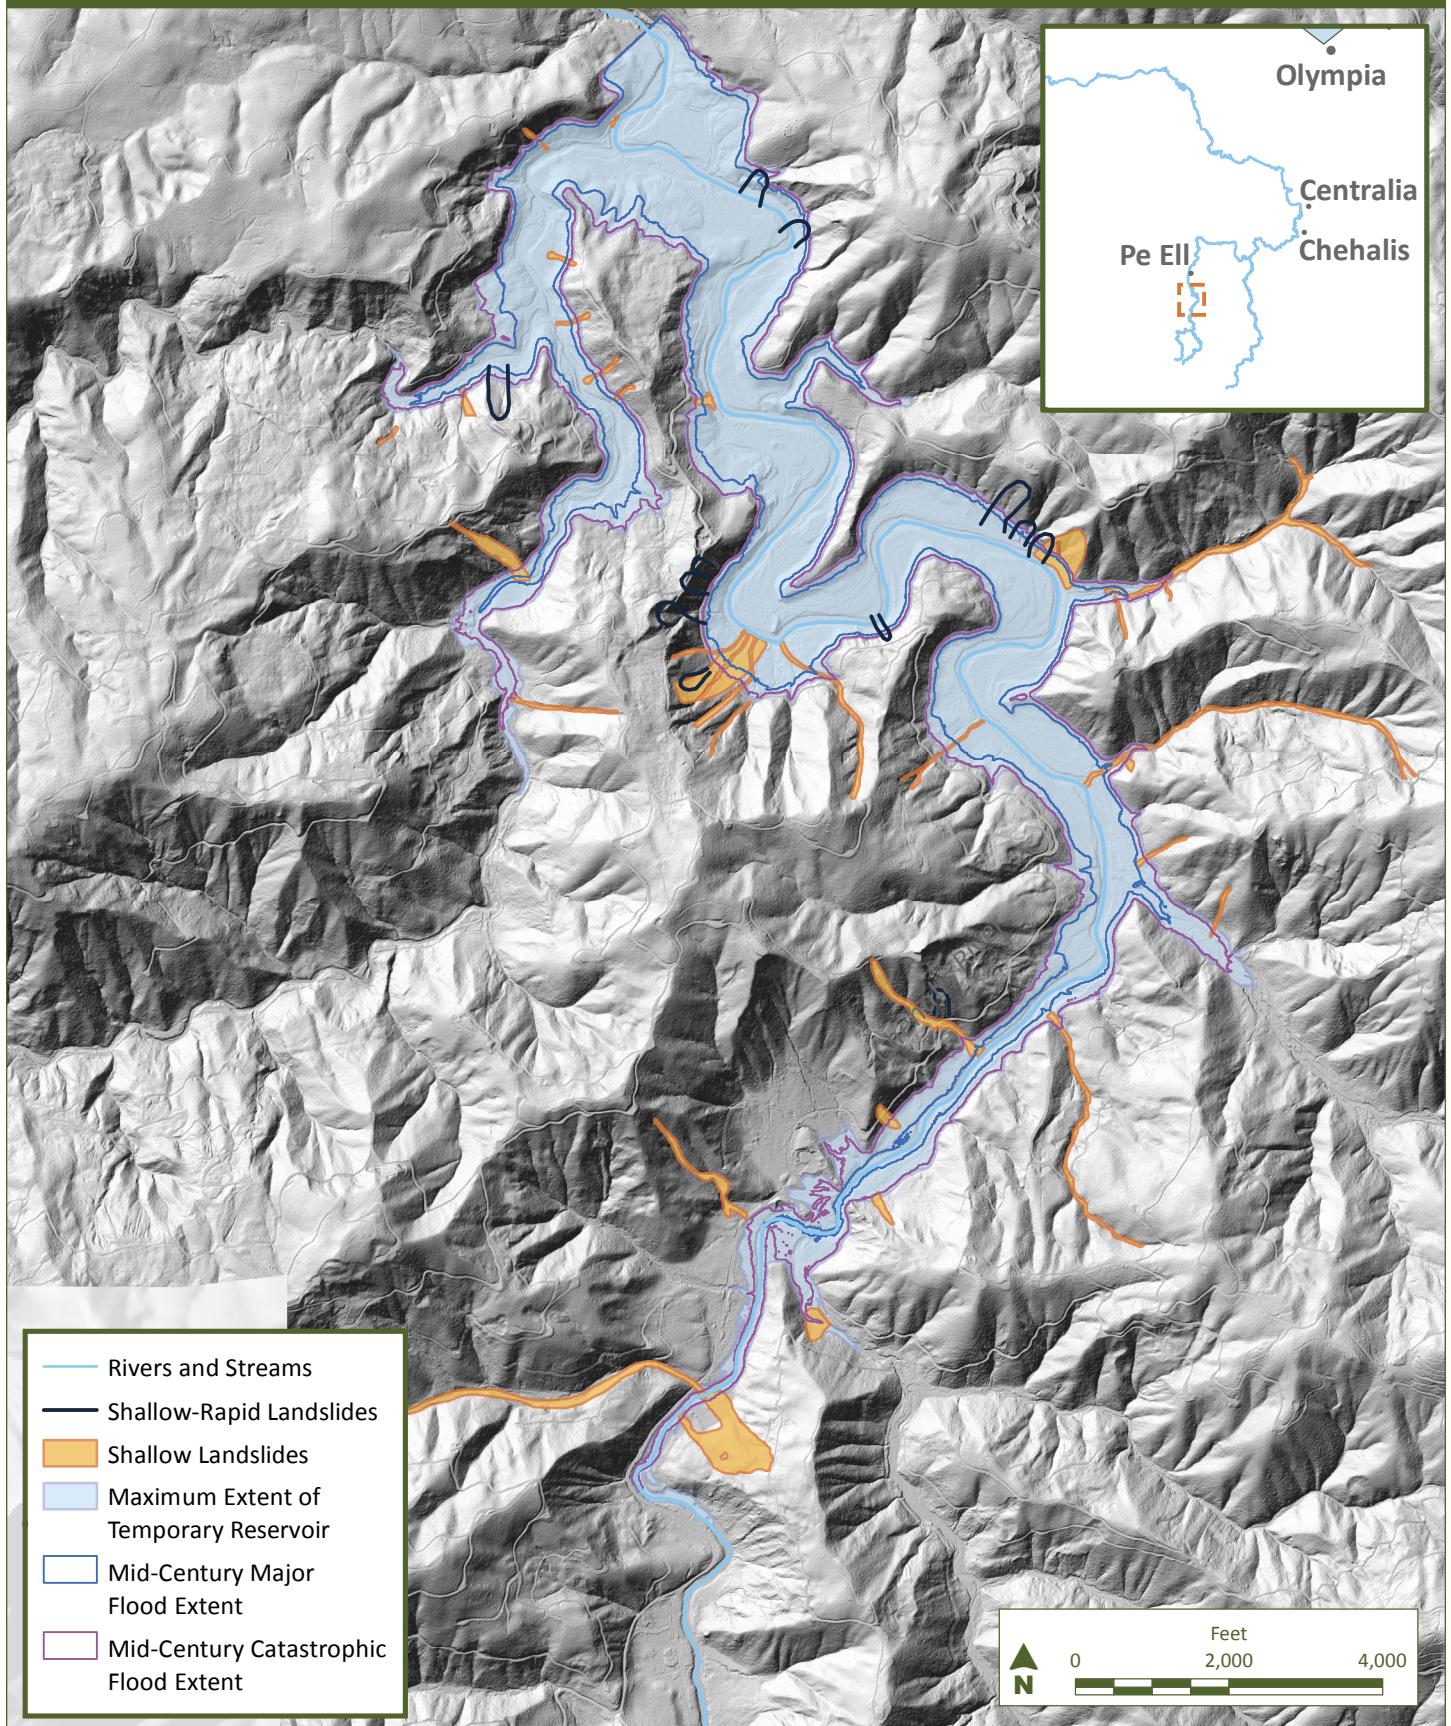 Olympia
Centralia
Pe Ell
Chehalis
Rivers and Streams
Shallow-Rapid Landslides
Shallow Landslides
Maximum Extent of
Temporary Reservoir
Mid-Century Major
Flood Extent
Mid-Century Catastrophic
Flood Extent
Feet
0 2,000 4,000
N